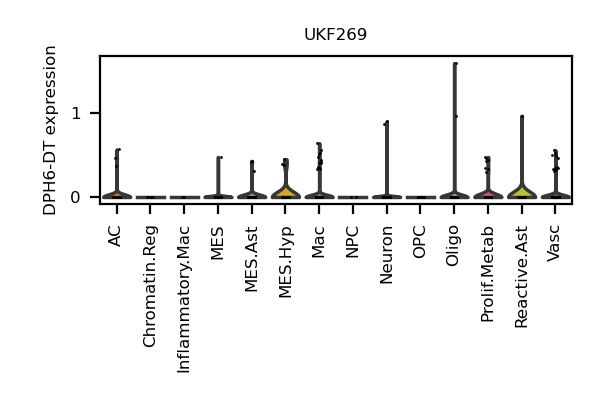 UKF269
DPH6-DT expression
1
0
AC
Chromatin.Reg
Inflammatory.Mac
MES
MES.Ast
MES.Hyp
Mac
NPC
Neuron
OPC
Oligo
Prolif.Metab
Reactive.Ast
Vasc